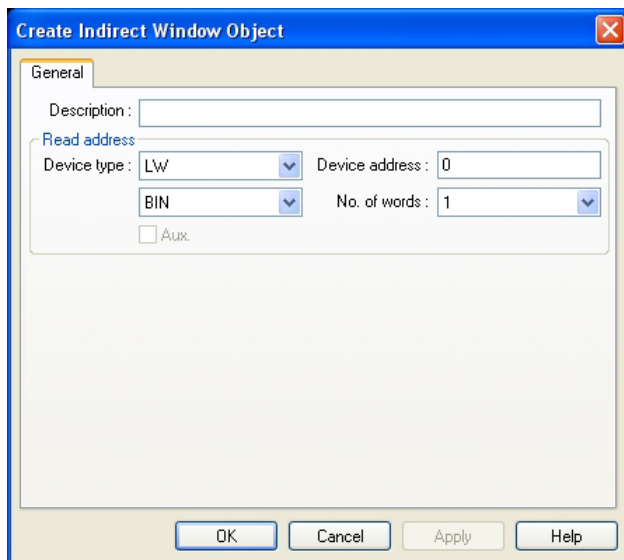 Create Indirect Window Object
General
Description :
Read address
Device type : LW Device address : 0
BIN No. of words : 1
Aux.
OK Cancel Apply Help